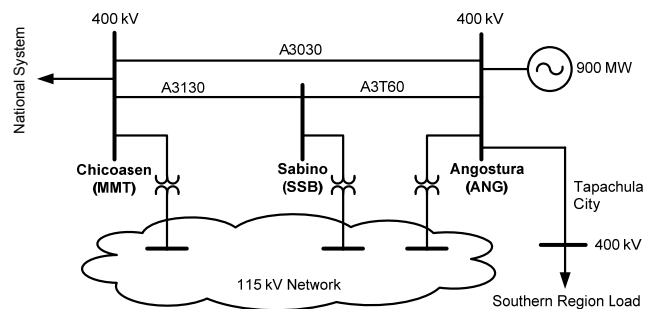 400 kV
400 kV
National System
A3030
900 MW
A3130
A3T60
Chicoasen
(MMT)
Sabino
(SSB)
Angostura
(ANG)
Tapachula
City
400 kV
115 kV Network
Southern Region Load